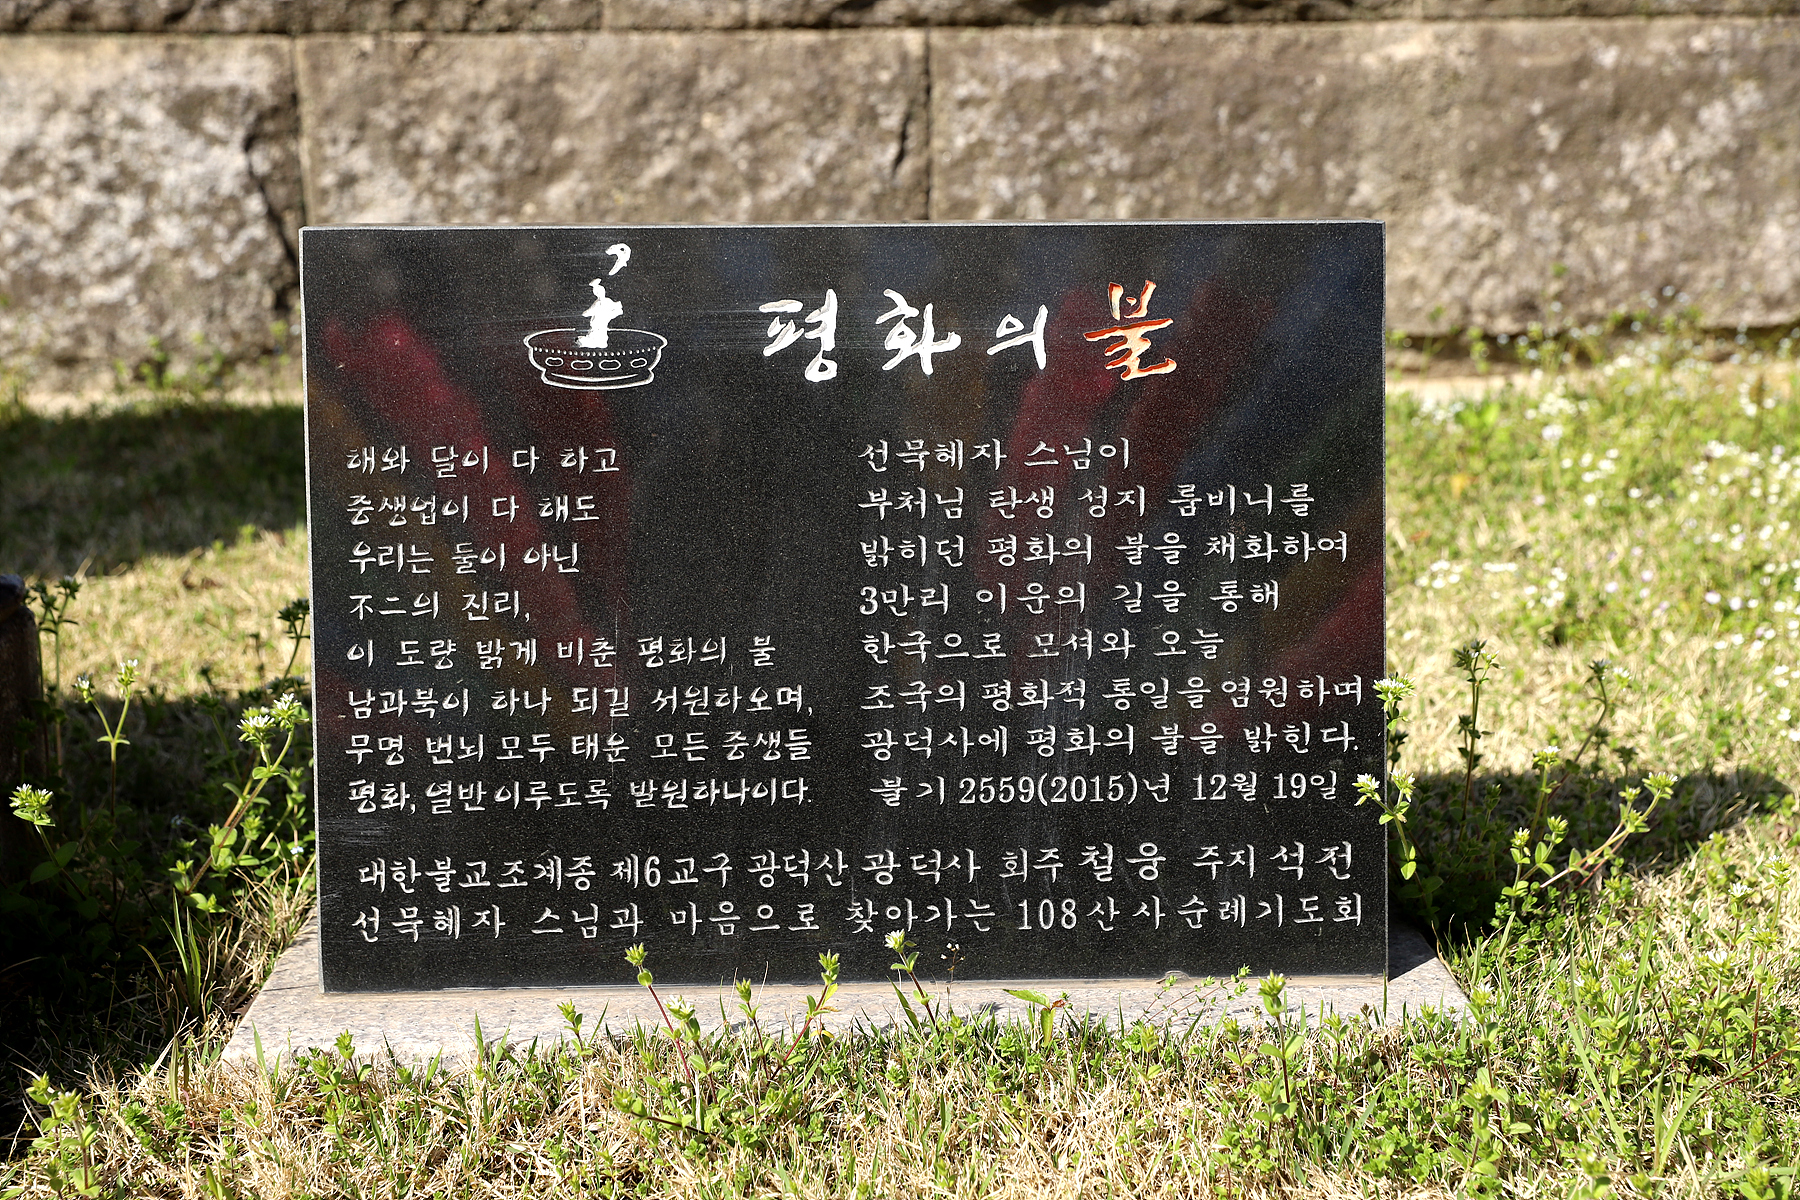 평화의 불
해와 달이 다 하고
중생업이 다 해도
우리는 둘이 아닌
不二의 진리,
이 도량 밝게 비춘 평화의 불
남과북이 하나 되길 서원하오며,
무명 번뇌 모두 태운 모든 중생들
평화, 열반 이루도록 발원하나이다.
선묵혜자 스님이
부처님 탄생 성지 룸비니를
밝히던 평화의 불을 채화하여
3만리 이운의 길을 통해
한국으로 모셔와 오늘
조국의 평화적 통일을 염원하며
광덕사에 평화의 불을 밝힌다.
불기 2559(2015)년 12월 19일
대한불교조계종 제6교구 광덕산 광덕사 회주 철웅 주지 석전
선묵혜자 스님과 마음으로 찾아가는 108산사순례기도회